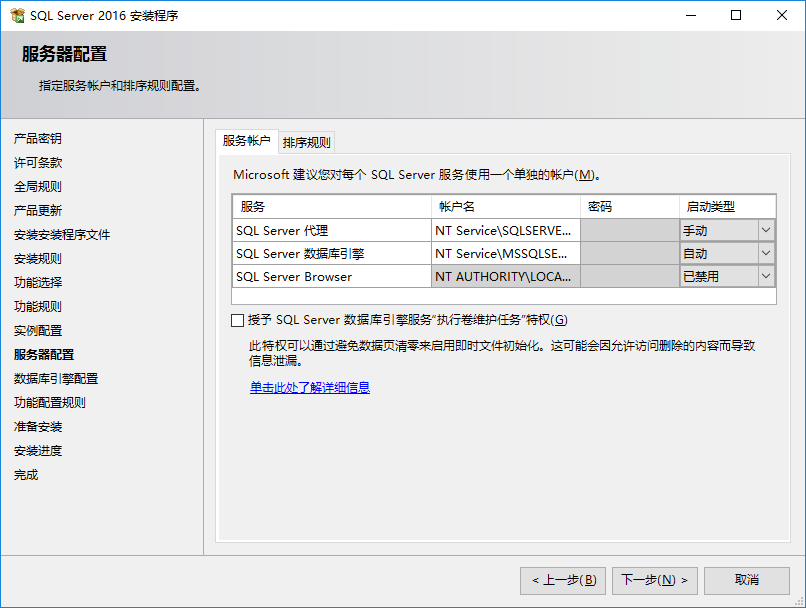 SQL Server 2016 安装程序
服务器配置
指定服务帐户和排序规则配置。
产品密钥
许可条款
全局规则
产品更新
安装安装程序文件
安装规则
功能选择
功能规则
实例配置
服务器配置
数据库引擎配置
功能配置规则
准备安装
安装进度
完成
服务帐户 排序规则
Microsoft 建议您对每个 SQL Server 服务使用一个单独的帐户(M)。
服务 帐户名 密码 启动类型
SQL Server 代理 NT Service\SQLSERVE... 手动
SQL Server 数据库引擎 NT Service\MSSQLSE... 自动
SQL Server Browser NT AUTHORITY\LOCA... 已禁用
授予 SQL Server 数据库引擎服务“执行卷维护任务”特权(G)
此特权可以通过避免数据页清零来启用即时文件初始化。这可能会因允许访问删除的内容而导致
信息泄漏。
单击此处了解详细信息
< 上一步(B) 下一步(N) > 取消